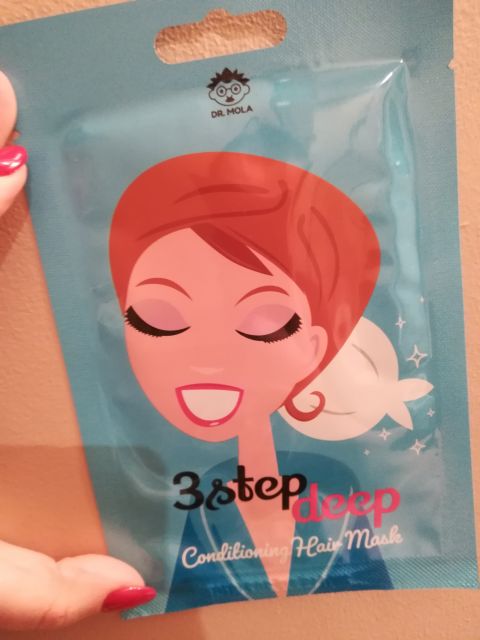 DR. MOLA
3step
deep
Conditioning Hair Mask